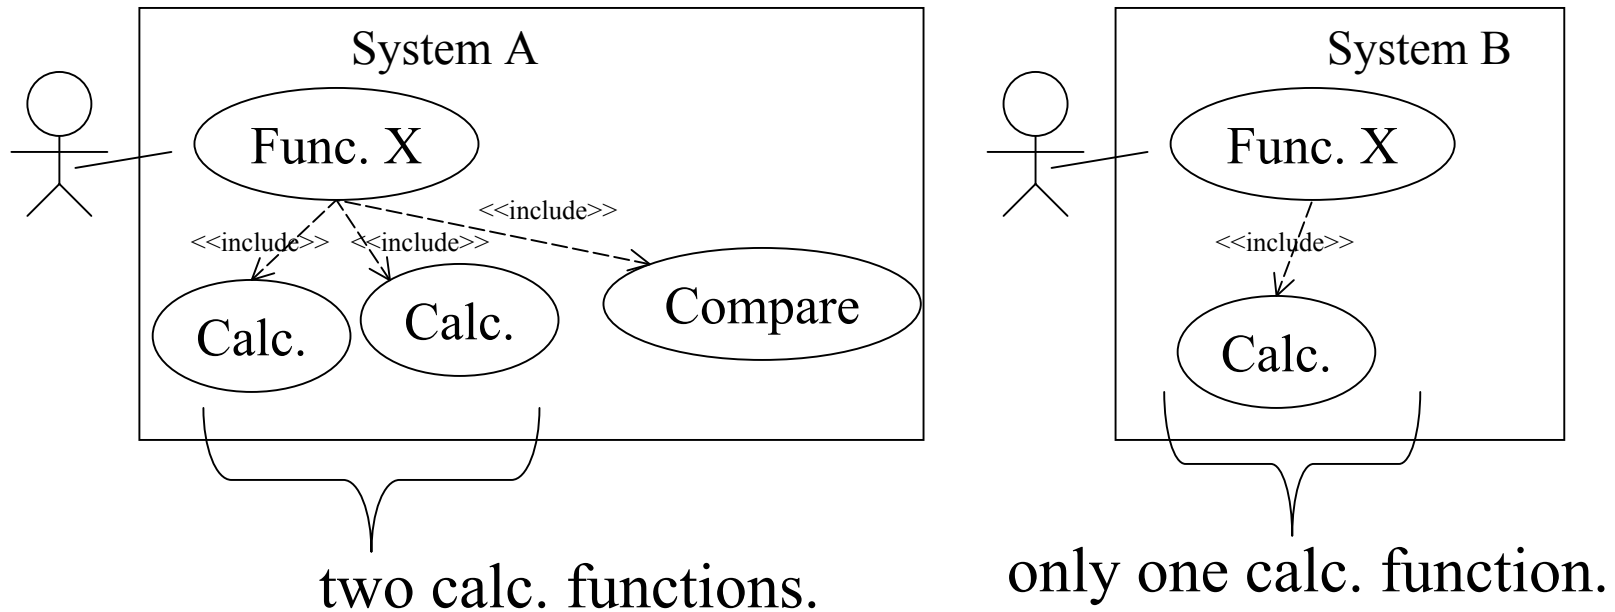 System A
Func. X
<<include>>
<<include>>
<<include>>
Calc.
Calc.
Compare
two calc. functions.
System B
Func. X
<<include>>
Calc.
only one calc. function.